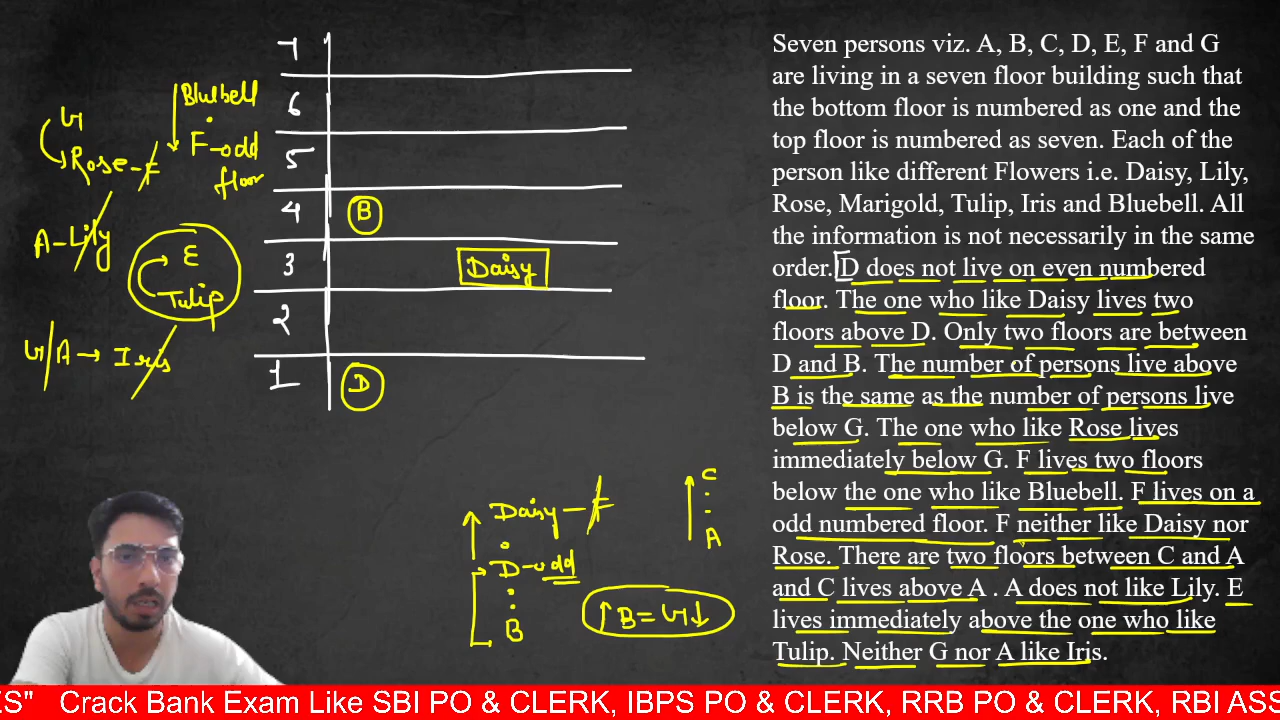 Seven persons viz. A, B, C, D, E, F and G
are living in a seven floor building such that
the bottom floor is numbered as one and the
top floor is numbered as seven. Each of the
person like different Flowers i.e. Daisy, Lily,
Rose, Marigold, Tulip, Iris and Bluebell. All
the information is not necessarily in the same
order. D does not live on even numbered
floor. The one who like Daisy lives two
floors above D. Only two floors are between
D and B. The number of persons live above
B is the same as the number of persons live
below G. The one who like Rose lives
immediately below G. F lives two floors
below the one who like Bluebell. F lives on a
odd numbered floor. F neither like Daisy nor
Rose. There are two floors between C and A
and C lives above A . A does not like Lily. E
lives immediately above the one who like
Tulip. Neither G nor A like Iris.
7
6
5
4 B
3 Daisy
2
1 D
G
Rose - F
Bluebell
F - odd
floor
A - Lily
E
Tulip
G/A → Iris
Daisy - F
D - odd
B
↑ B = G ↓
C
A
ES" Crack Bank Exam Like SBI PO & CLERK, IBPS PO & CLERK, RRB PO & CLERK, RBI ASS